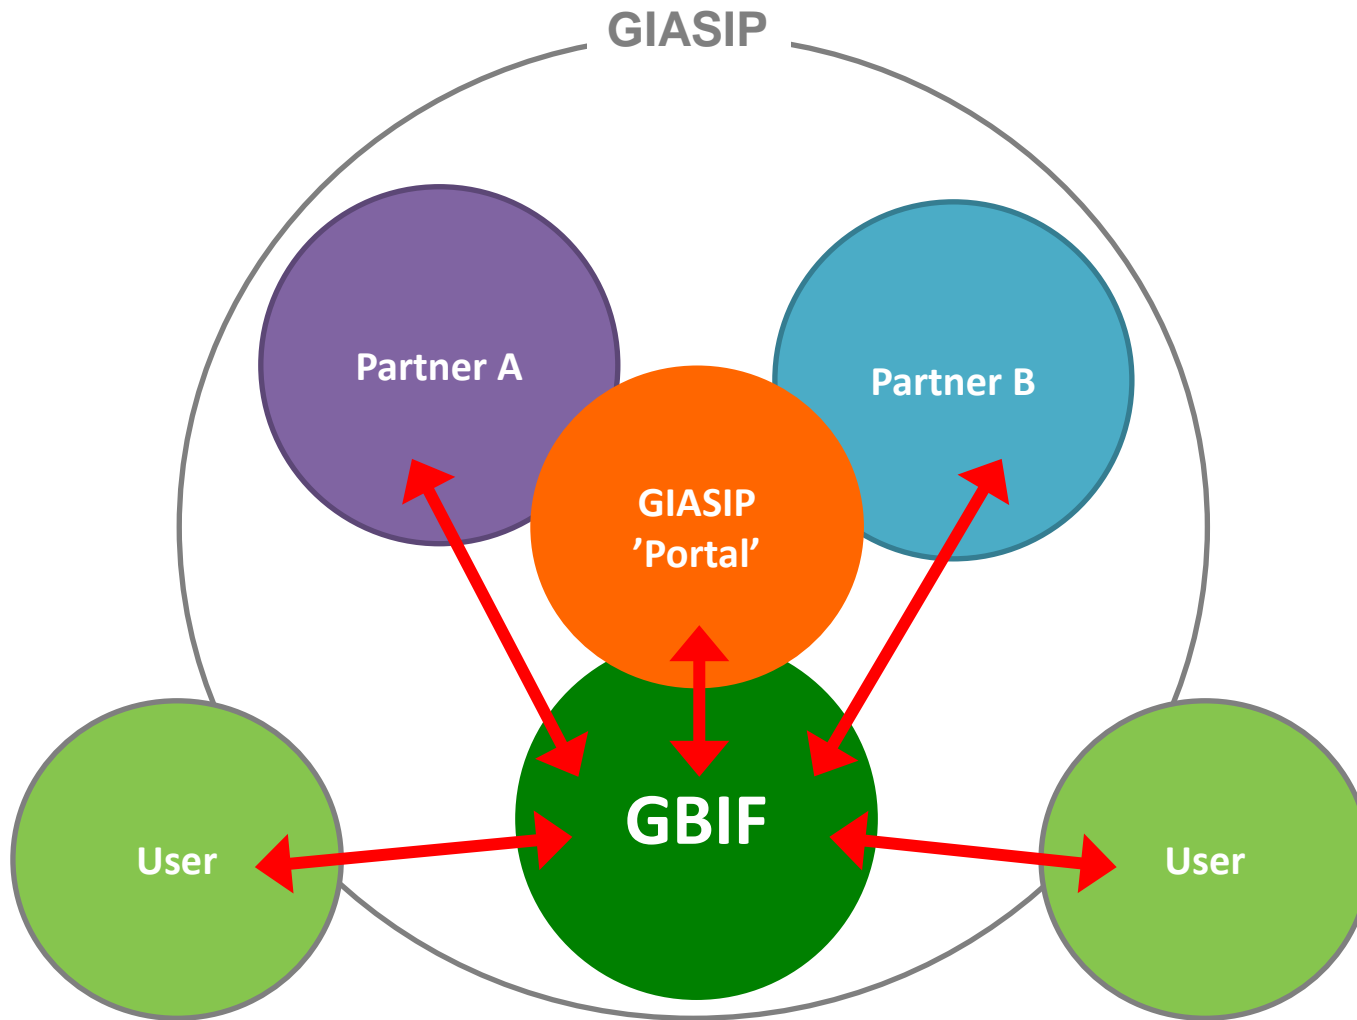 GIASIP
Partner A
Partner B
GIASIP
’Portal’
GBIF
User
User